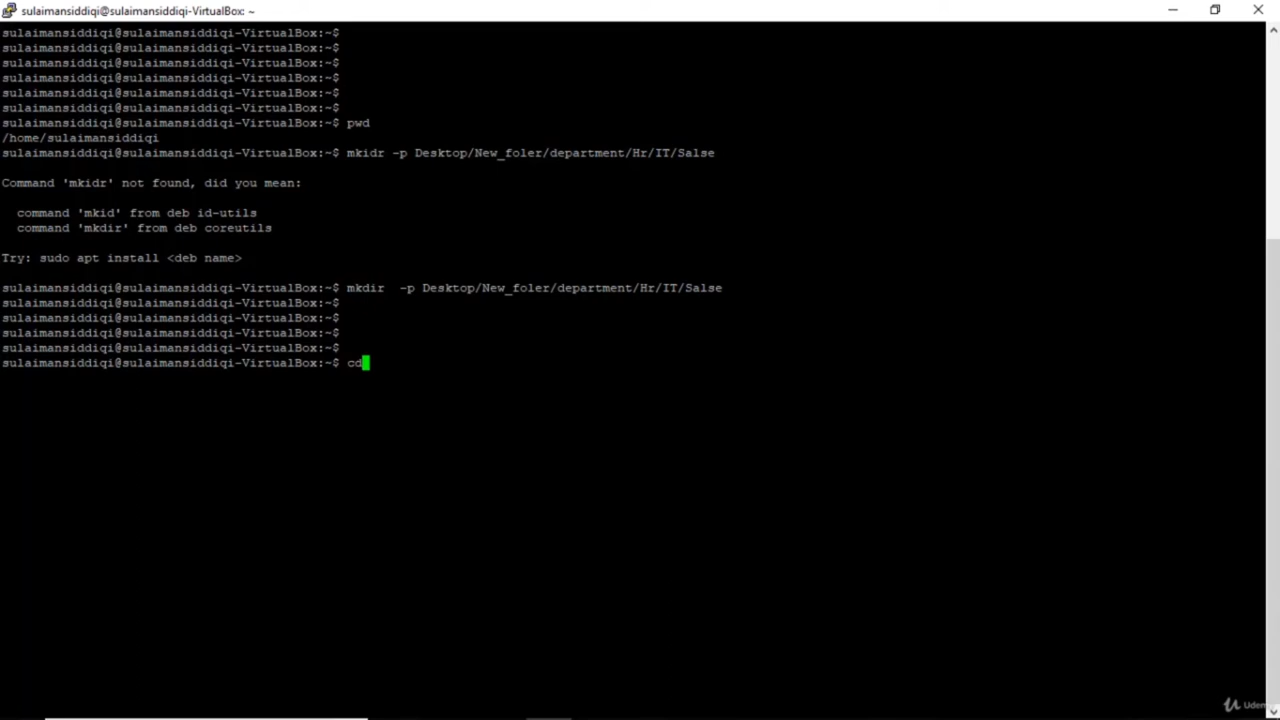 sulaimansiddiqi@sulaimansiddiqi-VirtualBox: ~
sulaimansiddiqi@sulaimansiddiqi-VirtualBox:~$
sulaimansiddiqi@sulaimansiddiqi-VirtualBox:~$
sulaimansiddiqi@sulaimansiddiqi-VirtualBox:~$
sulaimansiddiqi@sulaimansiddiqi-VirtualBox:~$
sulaimansiddiqi@sulaimansiddiqi-VirtualBox:~$
sulaimansiddiqi@sulaimansiddiqi-VirtualBox:~$
sulaimansiddiqi@sulaimansiddiqi-VirtualBox:~$ pwd
/home/sulaimansiddiqi
sulaimansiddiqi@sulaimansiddiqi-VirtualBox:~$ mkidr -p Desktop/New_foler/department/Hr/IT/Salse
Command 'mkidr' not found, did you mean:
command 'mkid' from deb id-utils
command 'mkdir' from deb coreutils
Try: sudo apt install <deb name>
sulaimansiddiqi@sulaimansiddiqi-VirtualBox:~$ mkdir  -p Desktop/New_foler/department/Hr/IT/Salse
sulaimansiddiqi@sulaimansiddiqi-VirtualBox:~$
sulaimansiddiqi@sulaimansiddiqi-VirtualBox:~$
sulaimansiddiqi@sulaimansiddiqi-VirtualBox:~$
sulaimansiddiqi@sulaimansiddiqi-VirtualBox:~$
sulaimansiddiqi@sulaimansiddiqi-VirtualBox:~$ cd
Udemy